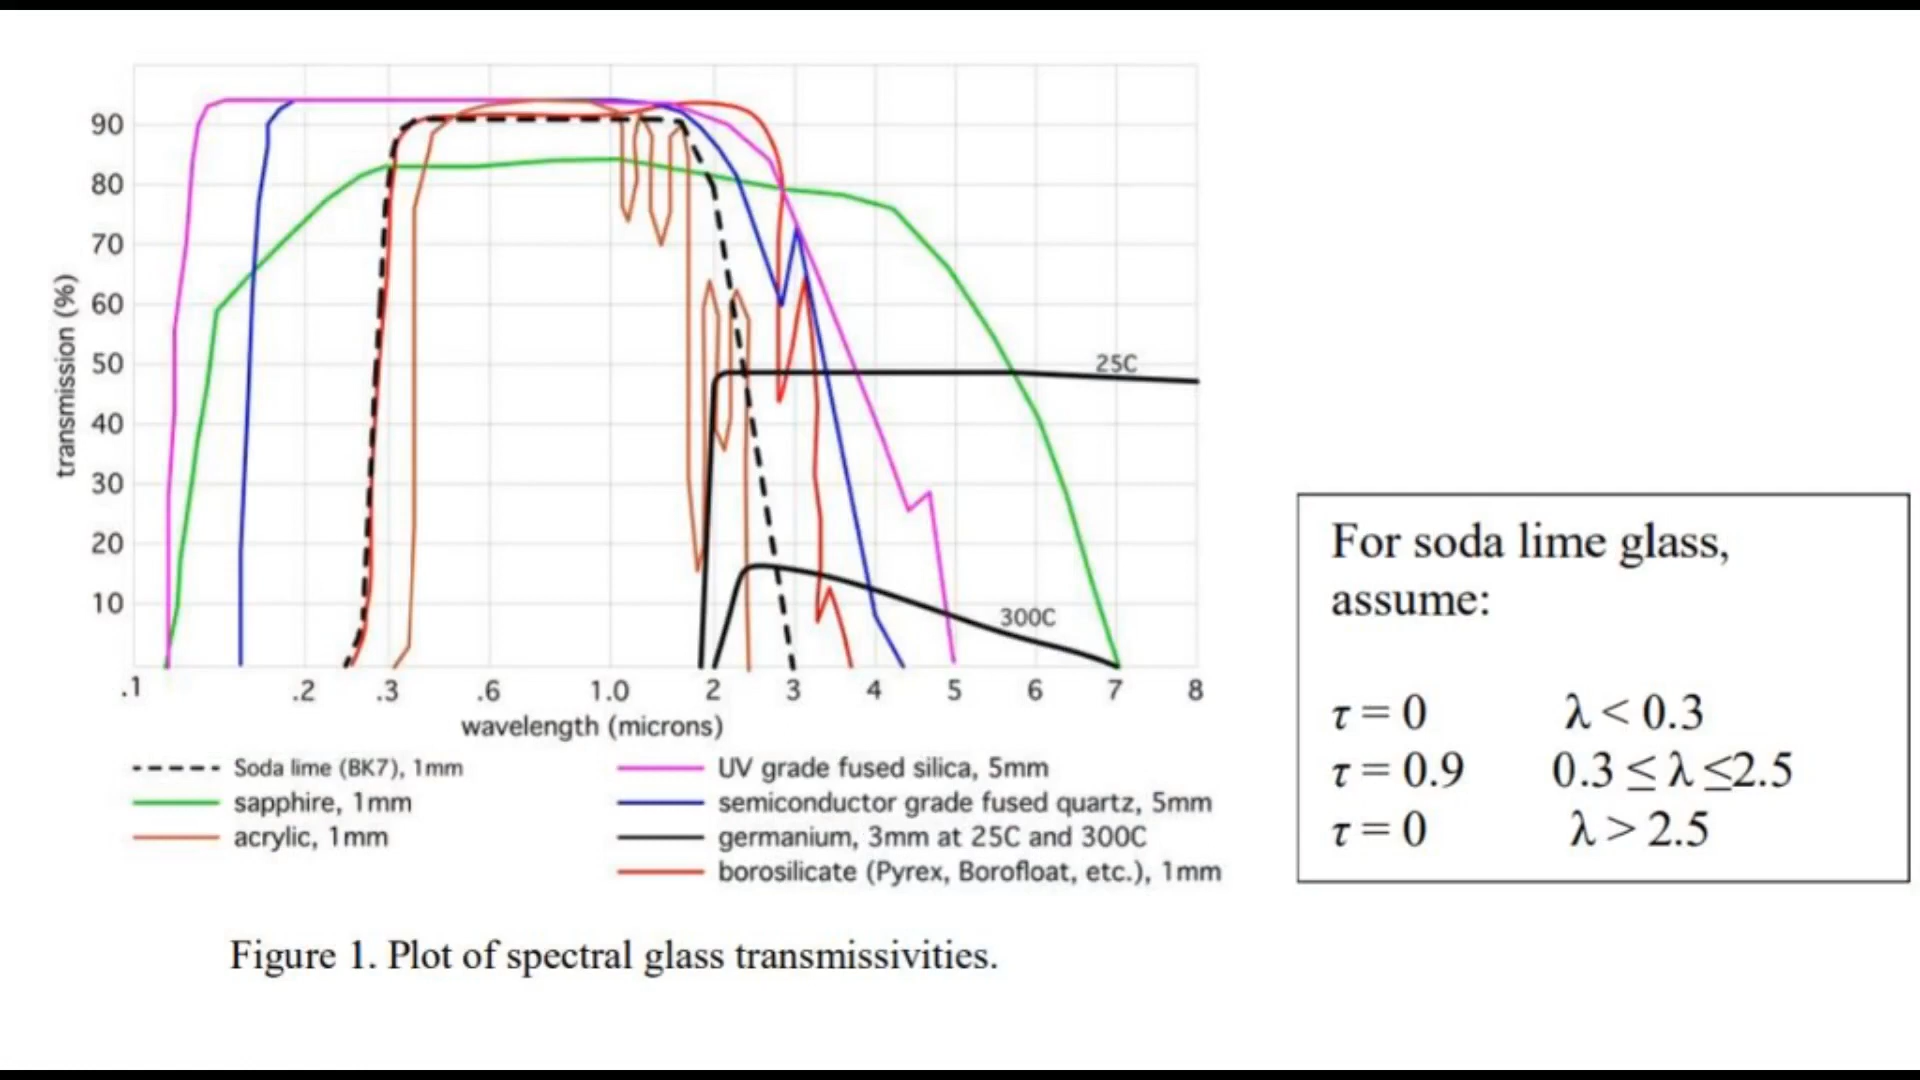 90
80
70
60
50
40
30
20
10
transmission (%)
25C
300C
.1 .2 .3 .6 1.0 2 3 4 5 6 7 8
wavelength (microns)
Soda lime (BK7), 1mm
sapphire, 1mm
acrylic, 1mm
UV grade fused silica, 5mm
semiconductor grade fused quartz, 5mm
germanium, 3mm at 25C and 300C
borosilicate (Pyrex, Borofloat, etc.), 1mm
Figure 1. Plot of spectral glass transmissivities.
For soda lime glass,
assume:
τ = 0 λ < 0.3
τ = 0.9 0.3 ≤ λ ≤2.5
τ = 0 λ > 2.5